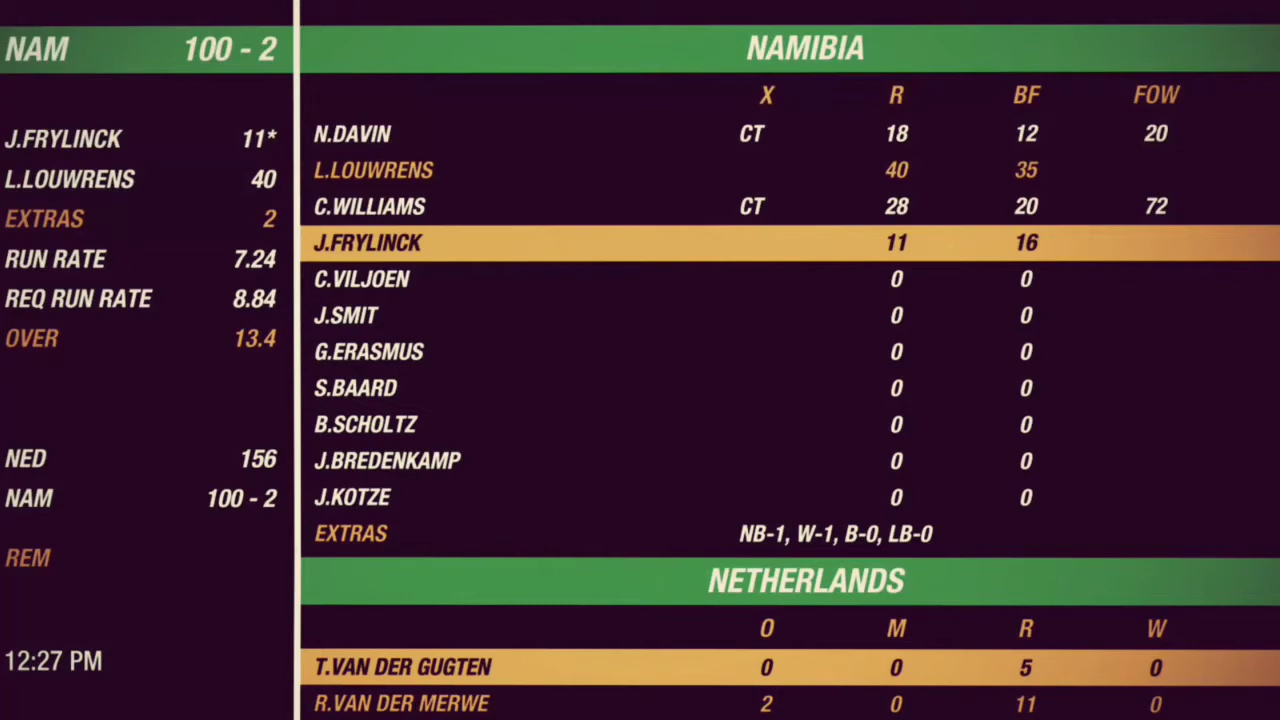 NAM 100 - 2
J.FRYLINCK 11*
L.LOUWRENS 40
EXTRAS 2
RUN RATE 7.24
REQ RUN RATE 8.84
OVER 13.4
NED 156
NAM 100 - 2
REM
12:27 PM
NAMIBIA
X R BF FOW
N.DAVIN CT 18 12 20
L.LOUWRENS 40 35
C.WILLIAMS CT 28 20 72
J.FRYLINCK 11 16
C.VILJOEN 0 0
J.SMIT 0 0
G.ERASMUS 0 0
S.BAARD 0 0
B.SCHOLTZ 0 0
J.BREDENKAMP 0 0
J.KOTZE 0 0
EXTRAS NB-1, W-1, B-0, LB-0
NETHERLANDS
O M R W
T.VAN DER GUGTEN 0 0 5 0
R.VAN DER MERWE 2 0 11 0